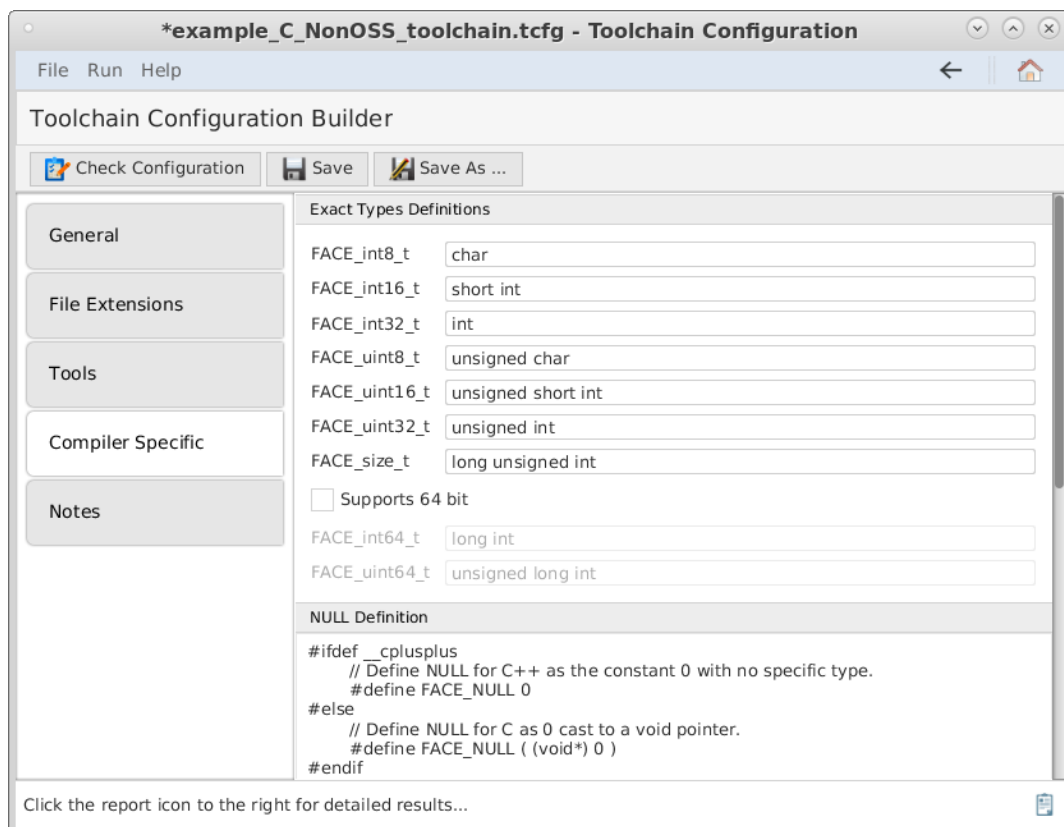 *example_C_NonOSS_toolchain.tcfg - Toolchain Configuration
File Run Help
Toolchain Configuration Builder
Check Configuration Save Save As ...
General
File Extensions
Tools
Compiler Specific
Notes
Exact Types Definitions
FACE_int8_t char
FACE_int16_t short int
FACE_int32_t int
FACE_uint8_t unsigned char
FACE_uint16_t unsigned short int
FACE_uint32_t unsigned int
FACE_size_t long unsigned int
Supports 64 bit
FACE_int64_t long int
FACE_uint64_t unsigned long int
NULL Definition
#ifdef __cplusplus
// Define NULL for C++ as the constant 0 with no specific type.
#define FACE_NULL 0
#else
// Define NULL for C as 0 cast to a void pointer.
#define FACE_NULL ( (void*) 0 )
#endif
Click the report icon to the right for detailed results...